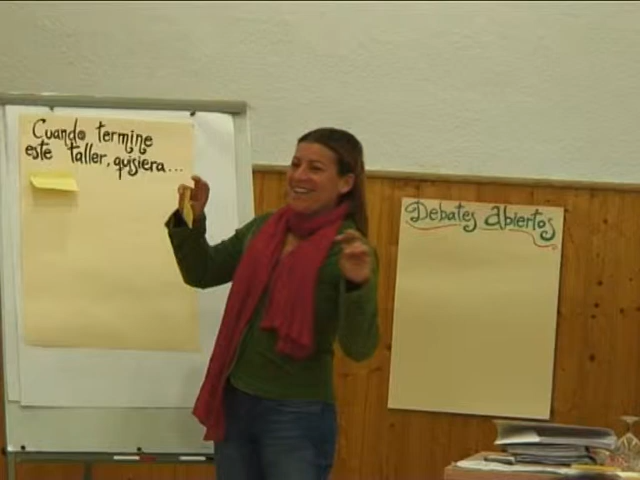 Cuando termine
este taller, quisiera...
Debates Abiertos